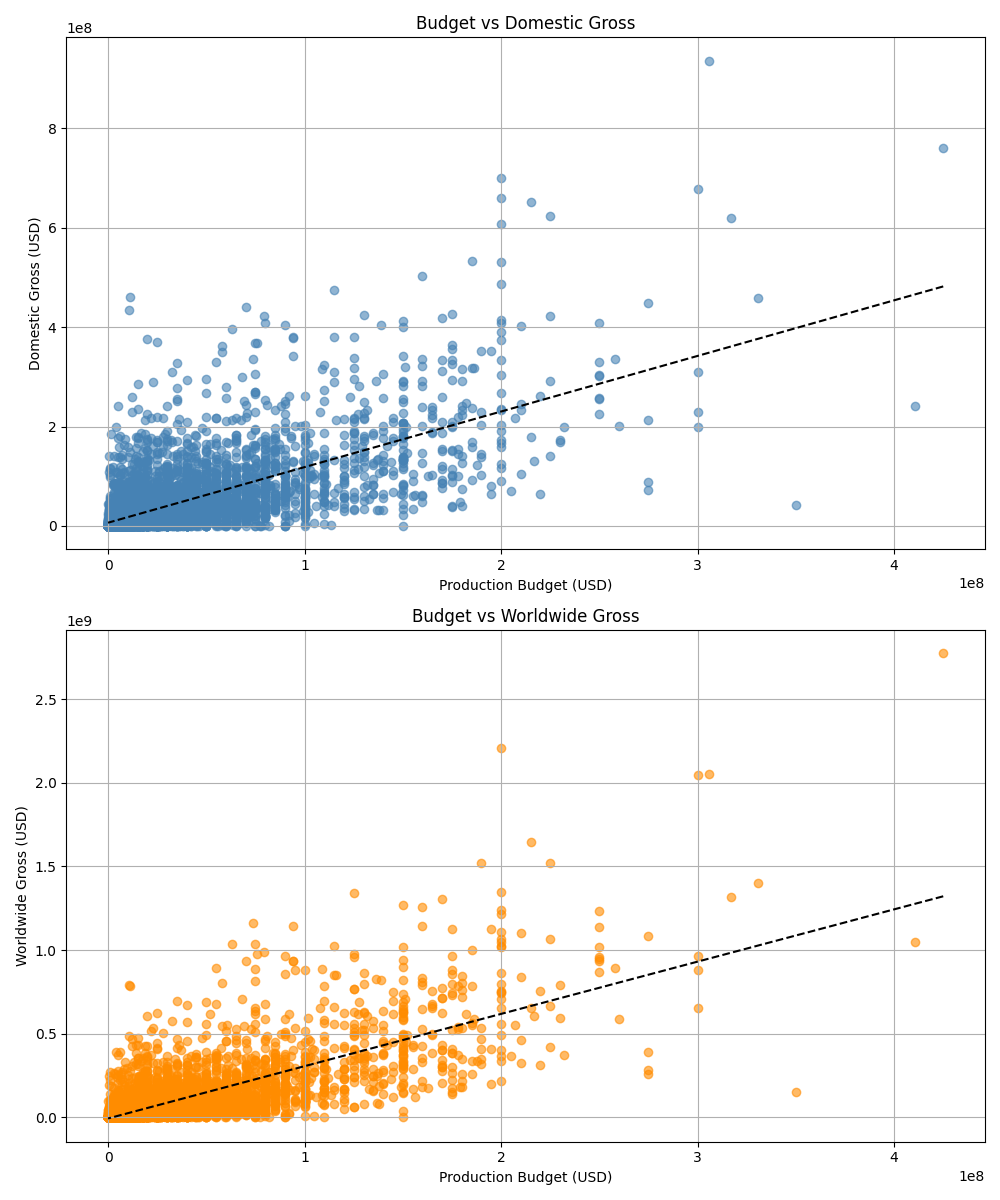 Budget vs Domestic Gross
1e8
Domestic Gross (USD)
8
6
4
2
0
0 1 2 3 4
Production Budget (USD)
1e8
Budget vs Worldwide Gross
1e9
Worldwide Gross (USD)
2.5
2.0
1.5
1.0
0.5
0.0
0 1 2 3 4
Production Budget (USD)
1e8